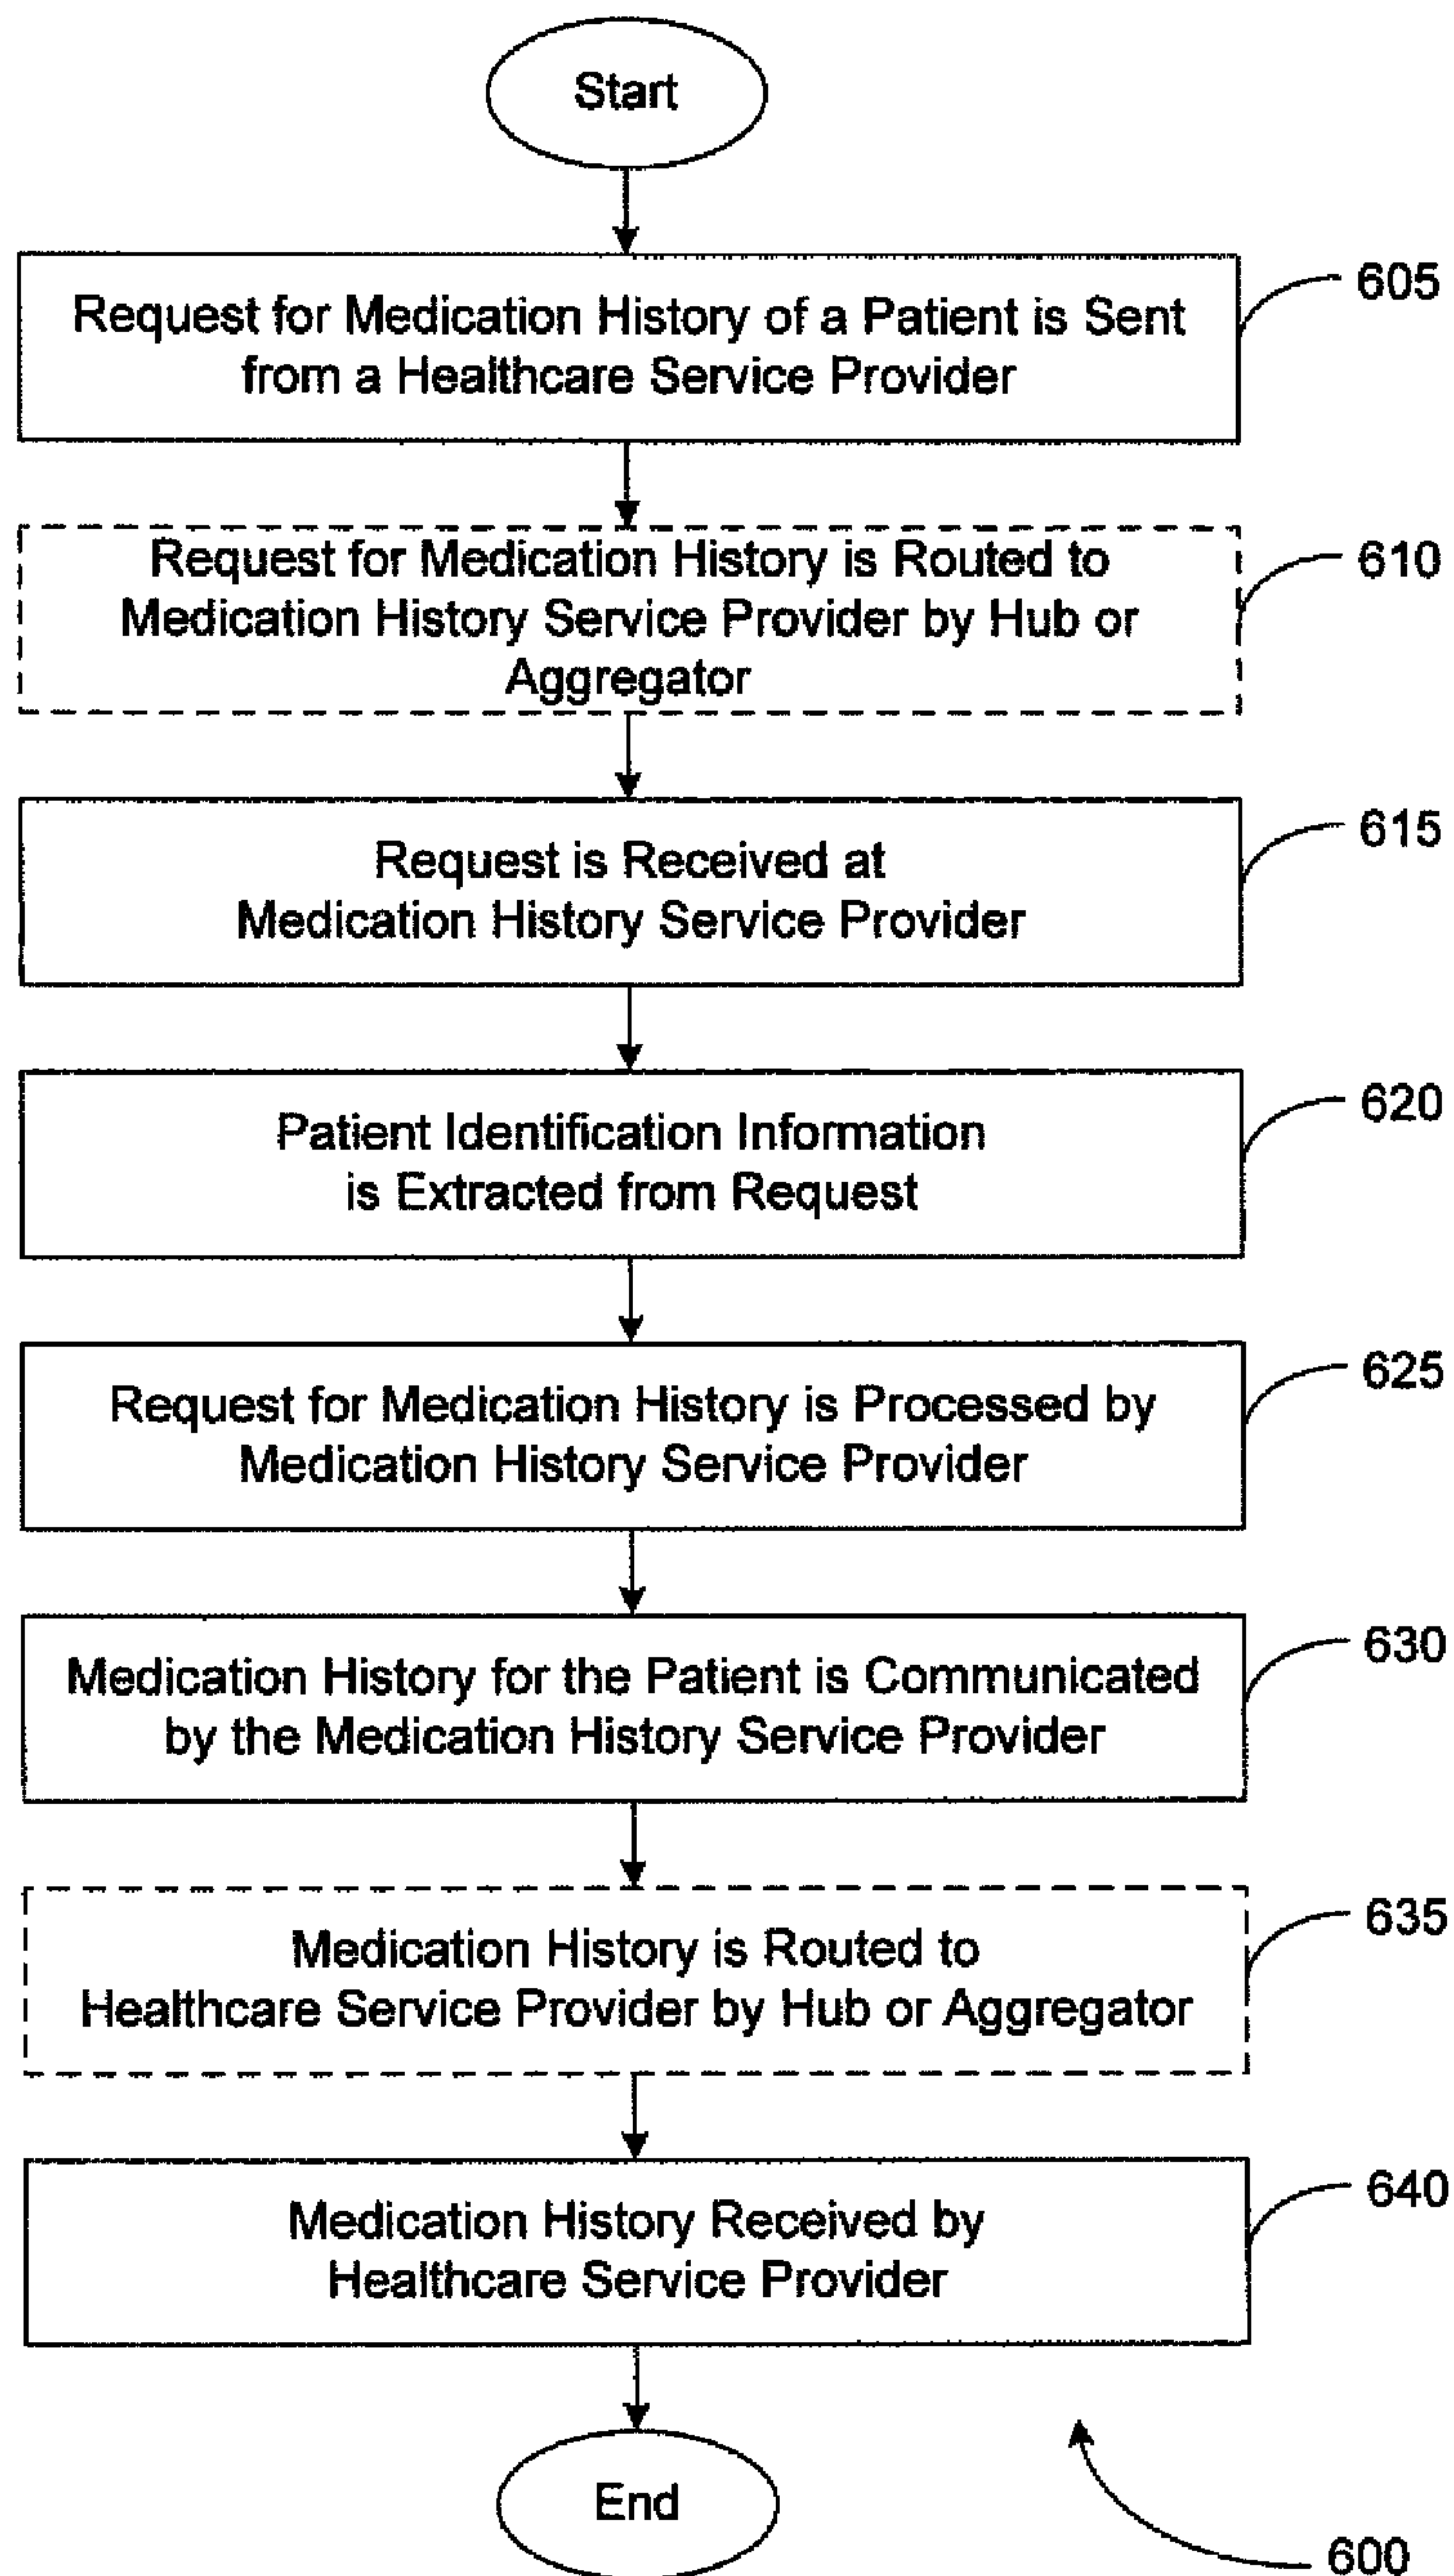 Start
Request for Medication History of a Patient is Sent
from a Healthcare Service Provider
605
Request for Medication History is Routed to
Medication History Service Provider by Hub or
Aggregator
610
Request is Received at
Medication History Service Provider
615
Patient Identification Information
is Extracted from Request
620
Request for Medication History is Processed by
Medication History Service Provider
625
Medication History for the Patient is Communicated
by the Medication History Service Provider
630
Medication History is Routed to
Healthcare Service Provider by Hub or Aggregator
635
Medication History Received by
Healthcare Service Provider
640
End
600